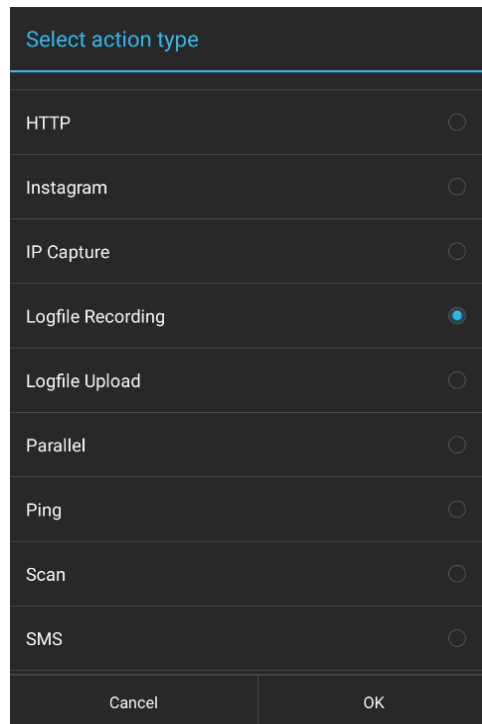 Select action type
HTTP
Instagram
IP Capture
Logfile Recording
Logfile Upload
Parallel
Ping
Scan
SMS
Cancel
OK